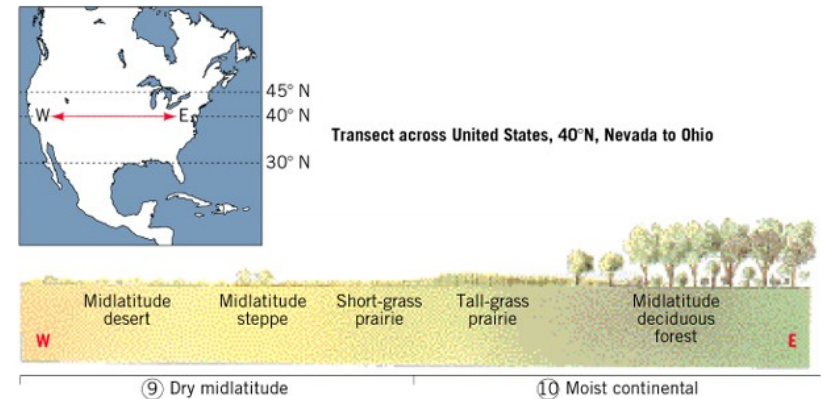 45° N
W E 40° N
30° N
Transect across United States, 40°N, Nevada to Ohio
Midlatitude desert
Midlatitude steppe
Short-grass prairie
Tall-grass prairie
Midlatitude deciduous forest
W E
⑨ Dry midlatitude
⑩ Moist continental